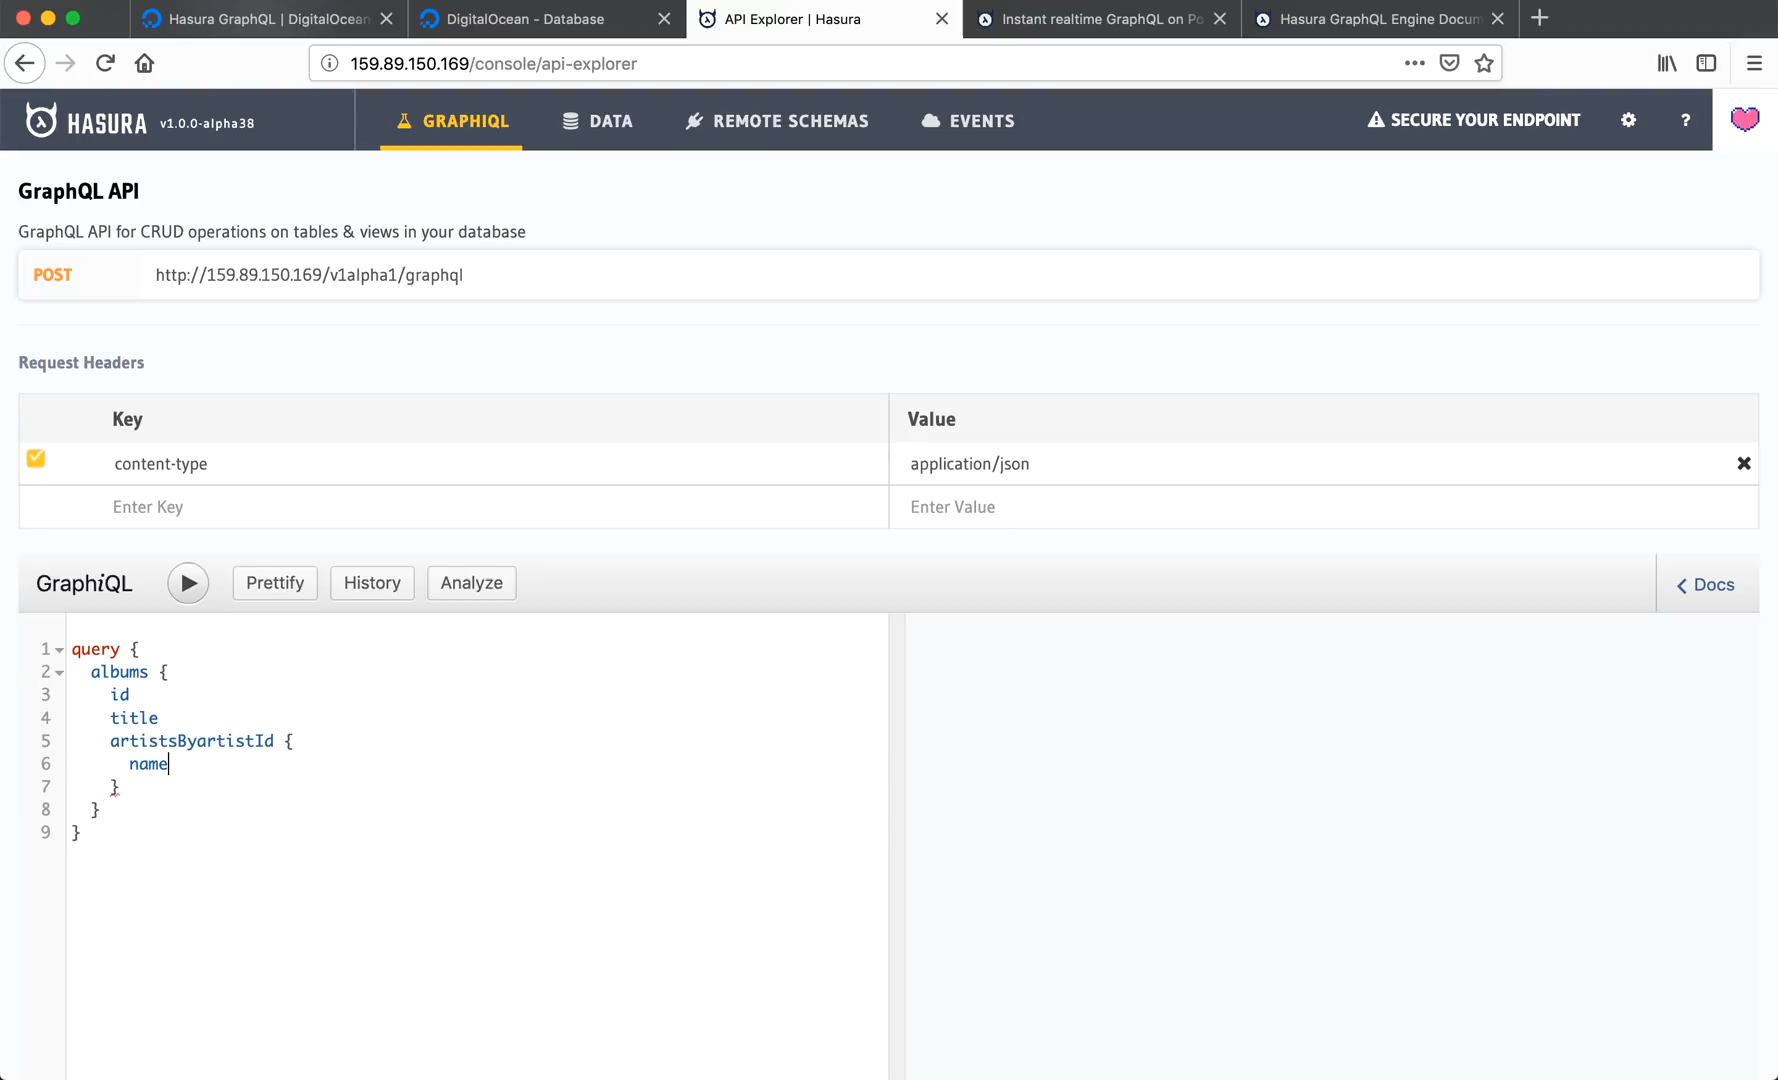 Hasura GraphQL | DigitalOcean
DigitalOcean - Database
API Explorer | Hasura
Instant realtime GraphQL on Po
Hasura GraphQL Engine Docum
159.89.150.169/console/api-explorer
HASURA v1.0.0-alpha38
GRAPHIQL
DATA
REMOTE SCHEMAS
EVENTS
SECURE YOUR ENDPOINT
?
GraphQL API
GraphQL API for CRUD operations on tables & views in your database
POST http://159.89.150.169/v1alpha1/graphql
Request Headers
Key Value
content-type application/json
Enter Key Enter Value
GraphiQL Prettify History Analyze Docs
1 query {
2 albums {
3 id
4 title
5 artistsByartistId {
6 name
7 }
8 }
9 }